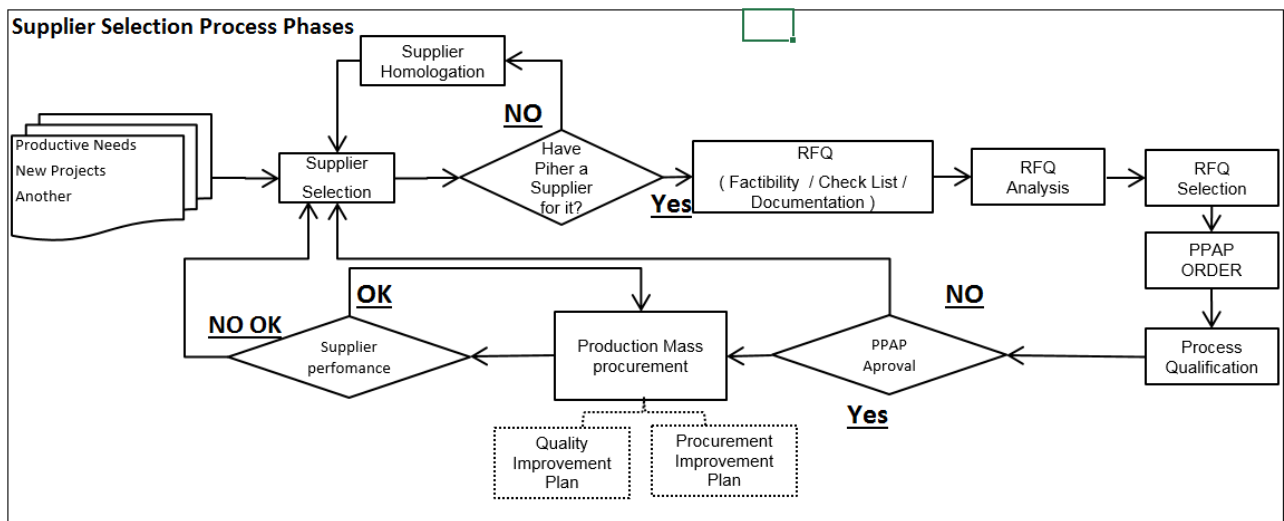 Supplier Selection Process Phases
Supplier
Homologation
NO
Productive Needs
New Projects
Another
Supplier
Selection
Have
Piher a
Supplier
for it?
Yes
RFQ
( Factibility / Check List /
Documentation )
RFQ
Analysis
RFQ
Selection
PPAP
ORDER
Process
Qualification
NO
PPAP
Aproval
Yes
Production Mass
procurement
OK
NO OK
Supplier
perfomance
Quality
Improvement
Plan
Procurement
Improvement
Plan